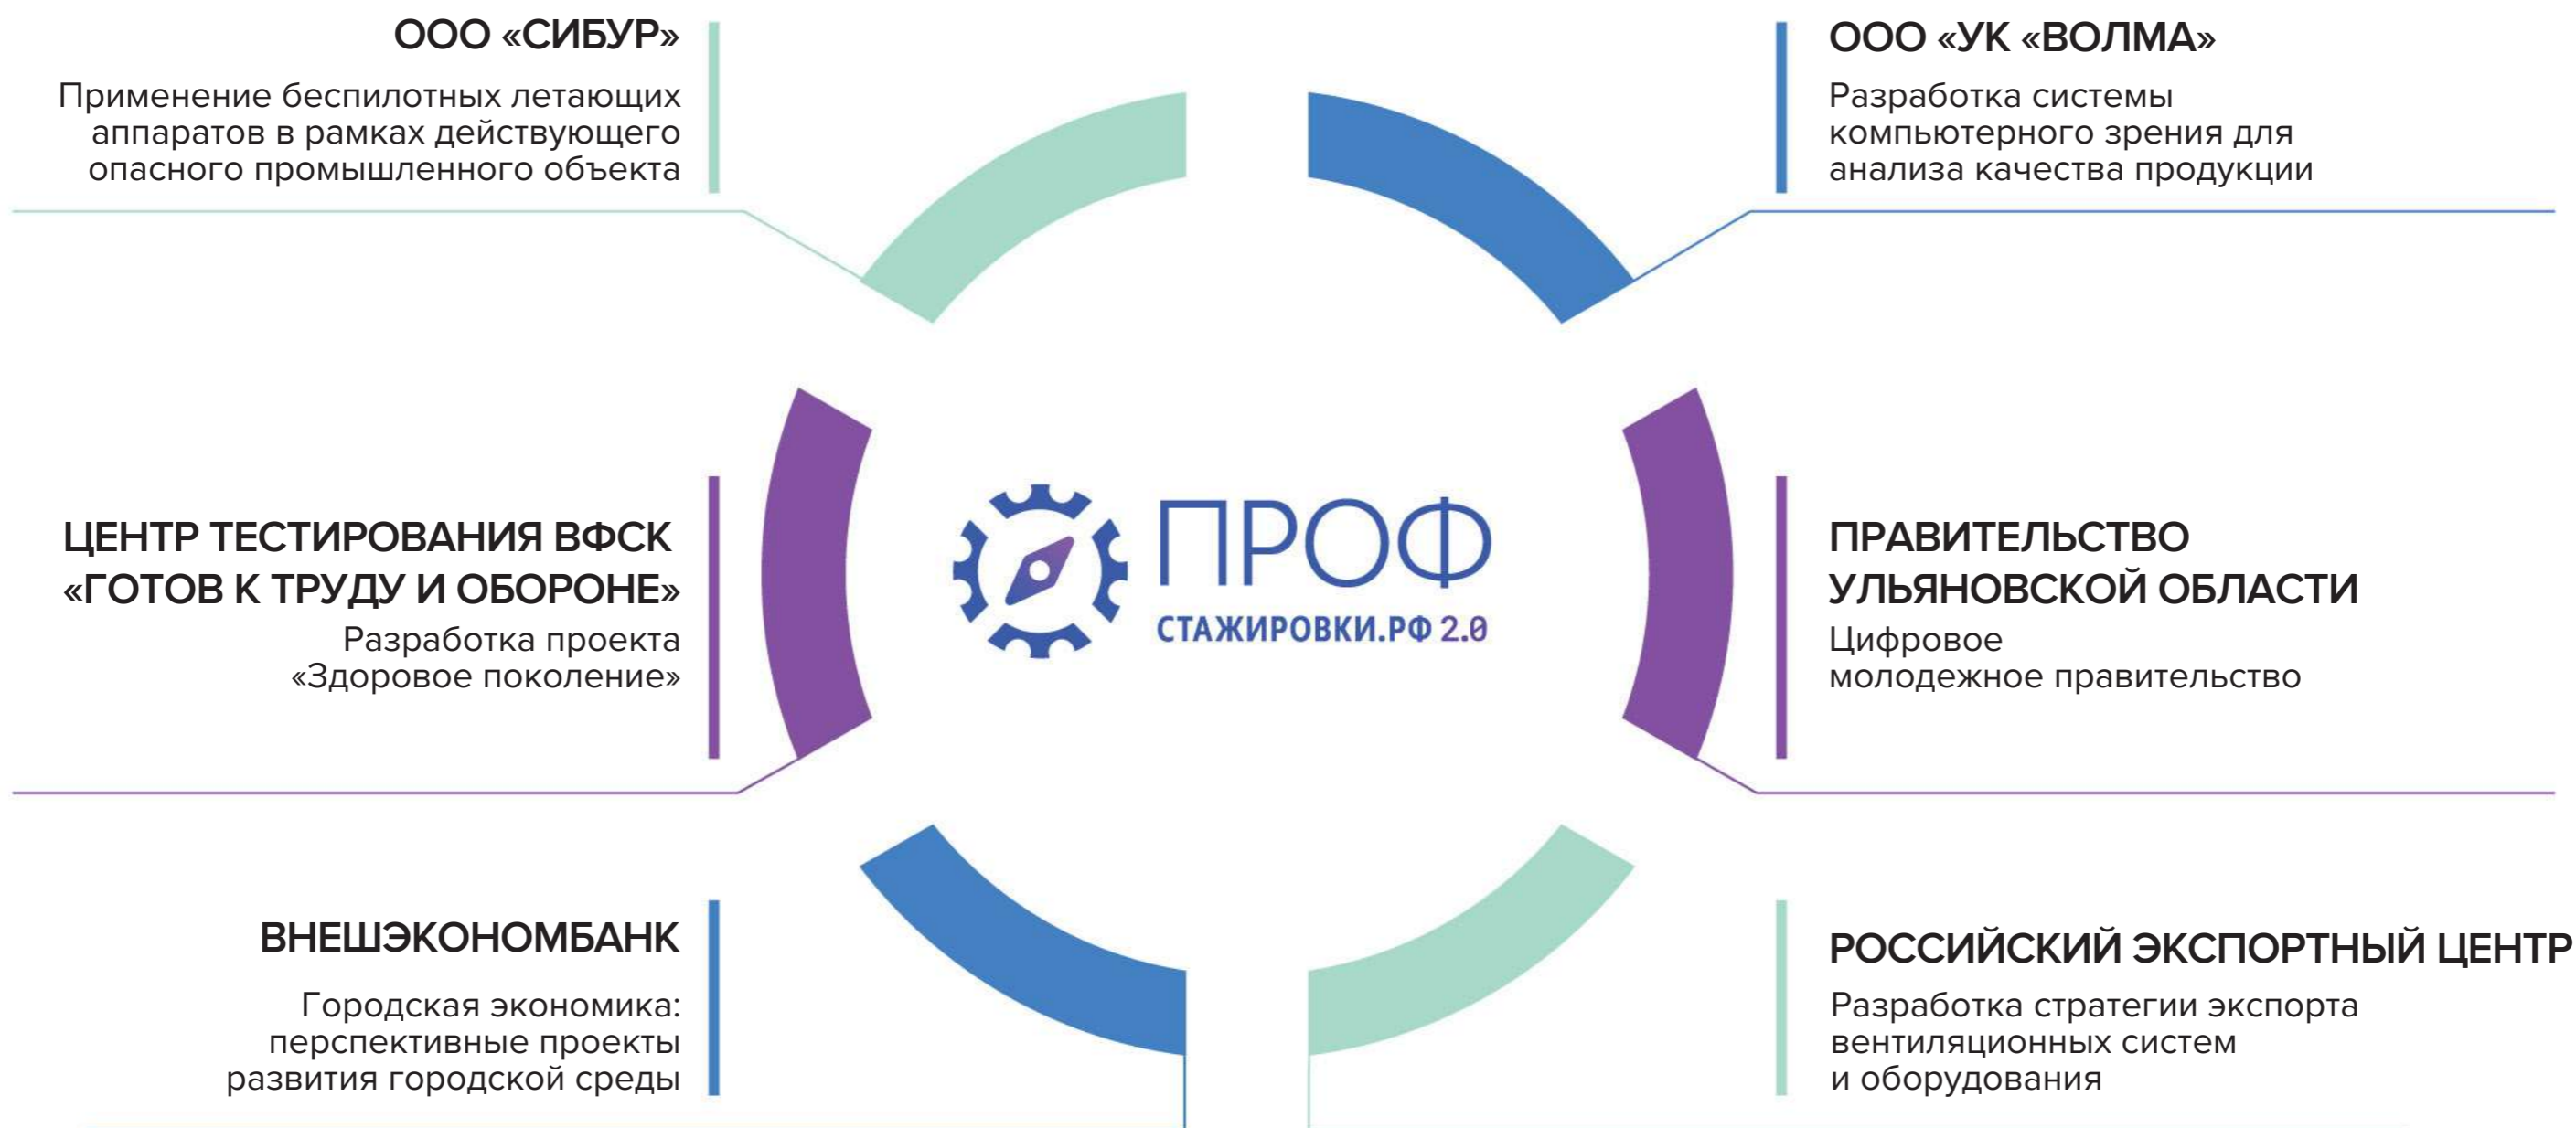 ООО «СИБУР»
Применение беспилотных летающих
аппаратов в рамках действующего
опасного промышленного объекта
ООО «УК «ВОЛМА»
Разработка системы
компьютерного зрения для
анализа качества продукции
ЦЕНТР ТЕСТИРОВАНИЯ ВФСК
«ГОТОВ К ТРУДУ И ОБОРОНЕ»
Разработка проекта
«Здоровое поколение»
ПРОФ
СТАЖИРОВКИ.РФ 2.0
ПРАВИТЕЛЬСТВО
УЛЬЯНОВСКОЙ ОБЛАСТИ
Цифровое
молодежное правительство
ВНЕШЭКОНОМБАНК
Городская экономика:
перспективные проекты
развития городской среды
РОССИЙСКИЙ ЭКСПОРТНЫЙ ЦЕНТР
Разработка стратегии экспорта
вентиляционных систем
и оборудования